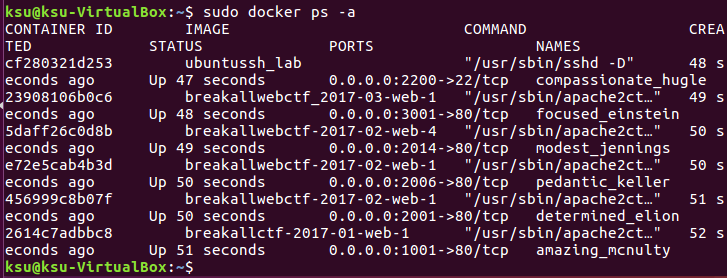 ksu@ksu-VirtualBox:~$ sudo docker ps -a
CONTAINER ID        IMAGE                       COMMAND                  CREA
TED             STATUS              PORTS                  NAMES
cf280321d253        ubuntussh_lab               "/usr/sbin/sshd -D"      48 s
econds ago      Up 47 seconds       0.0.0.0:2200->22/tcp   compassionate_hugle
23908106b0c6        breakallwebctf_2017-03-web-1   "/usr/sbin/apache2ct…"   49 s
econds ago      Up 48 seconds       0.0.0.0:3001->80/tcp   focused_einstein
5daff26c0d8b        breakallwebctf-2017-02-web-4   "/usr/sbin/apache2ct…"   50 s
econds ago      Up 49 seconds       0.0.0.0:2014->80/tcp   modest_jennings
e72e5cab4b3d        breakallwebctf-2017-02-web-1   "/usr/sbin/apache2ct…"   50 s
econds ago      Up 50 seconds       0.0.0.0:2006->80/tcp   pedantic_keller
456999c8b07f        breakallwebctf-2017-02-web-1   "/usr/sbin/apache2ct…"   51 s
econds ago      Up 50 seconds       0.0.0.0:2001->80/tcp   determined_elion
2614c7adbbc8        breakallctf-2017-01-web-1      "/usr/sbin/apache2ct…"   52 s
econds ago      Up 51 seconds       0.0.0.0:1001->80/tcp   amazing_mcnulty
ksu@ksu-VirtualBox:~$